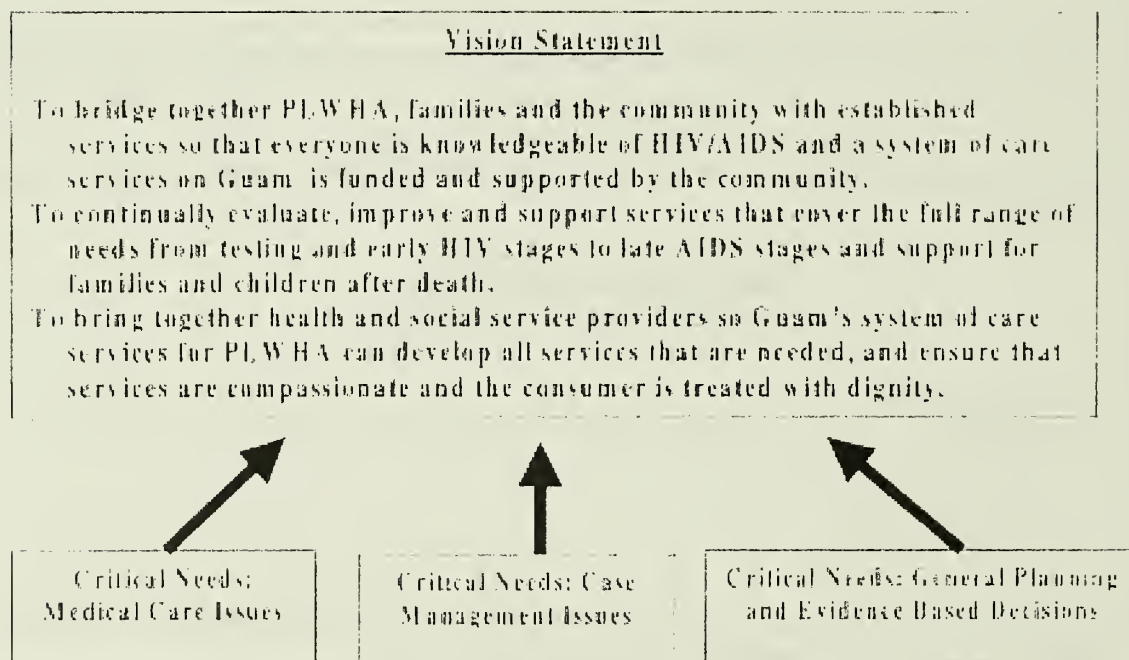 Vision Statement
To bridge together PLWHA, families and the community with established
services so that everyone is knowledgeable of HIV/AIDS and a system of care
services on Guam is funded and supported by the community.
To continually evaluate, improve and support services that cover the full range of
needs from testing and early HIV stages to late AIDS stages and support for
families and children after death.
To bring together health and social service providers so Guam's system of care
services for PLWHA can develop all services that are needed, and ensure that
services are compassionate and the consumer is treated with dignity.
Critical Needs:
Medical Care Issues
Critical Needs: Case
Management Issues
Critical Needs: General Planning
and Evidence Based Decisions